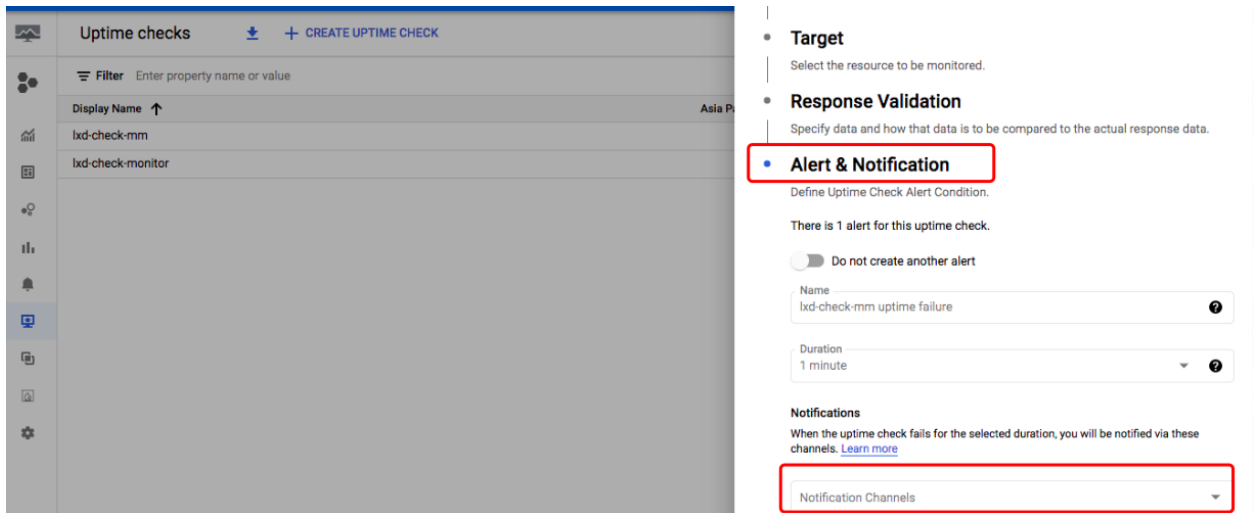 Uptime checks
CREATE UPTIME CHECK
Filter Enter property name or value
Display Name Asia Pa
lxd-check-mm
lxd-check-monitor
Target
Select the resource to be monitored.
Response Validation
Specify data and how that data is to be compared to the actual response data.
Alert & Notification
Define Uptime Check Alert Condition.
There is 1 alert for this uptime check.
Do not create another alert
Name
lxd-check-mm uptime failure
Duration
1 minute
Notifications
When the uptime check fails for the selected duration, you will be notified via these
channels. Learn more
Notification Channels